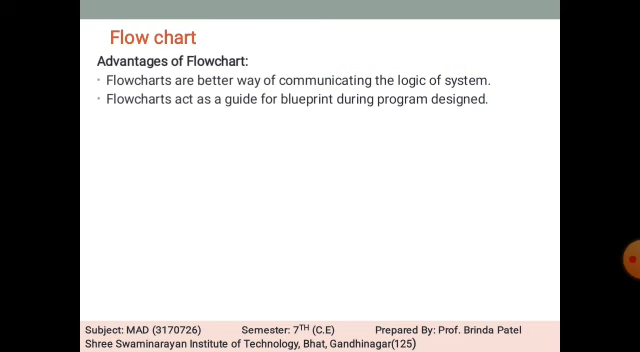 Flow chart
Advantages of Flowchart:
• Flowcharts are better way of communicating the logic of system.
• Flowcharts act as a guide for blueprint during program designed.
Subject: MAD (3170726) Semester: 7TH (C.E) Prepared By: Prof. Brinda Patel
Shree Swaminarayan Institute of Technology, Bhat, Gandhinagar(125)